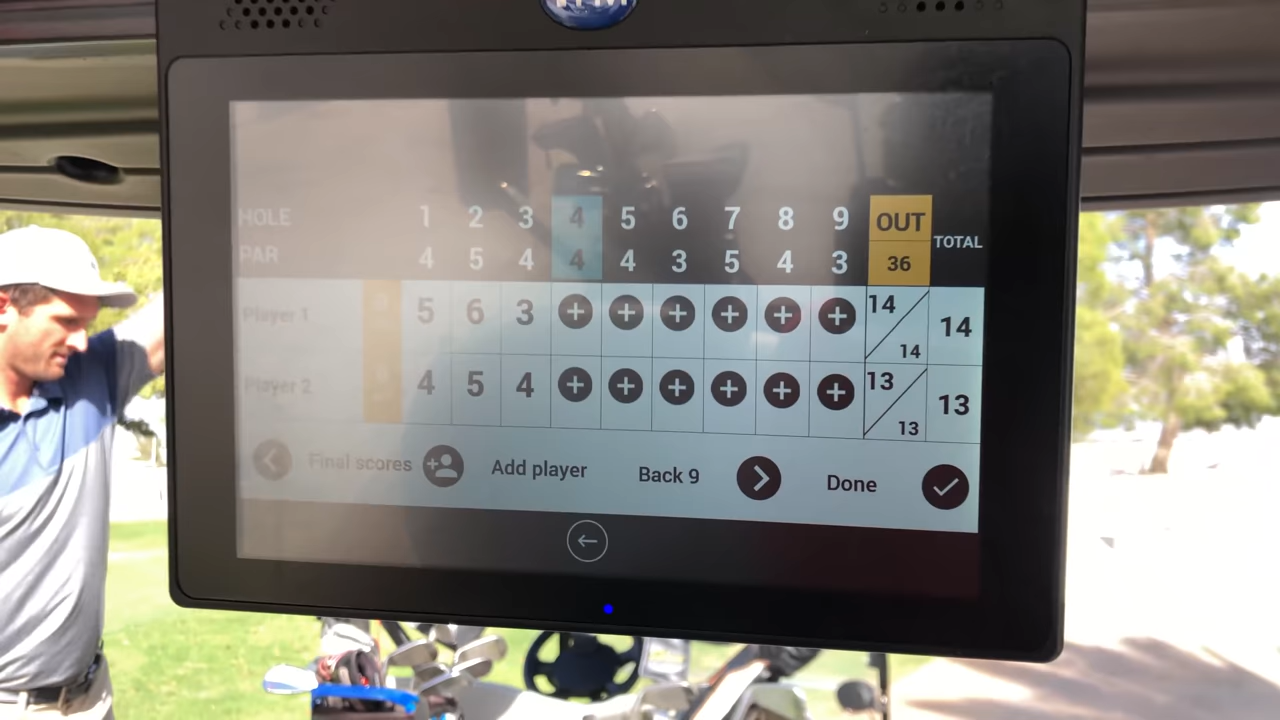 HOLE 1 2 3 4 5 6 7 8 9 OUT TOTAL
PAR 4 5 4 4 4 3 5 4 3 36
Player 1 5 6 3 + + + + + + 14 14 14
Player 2 4 5 4 + + + + + + 13 13 13
Final scores Add player Back 9 Done